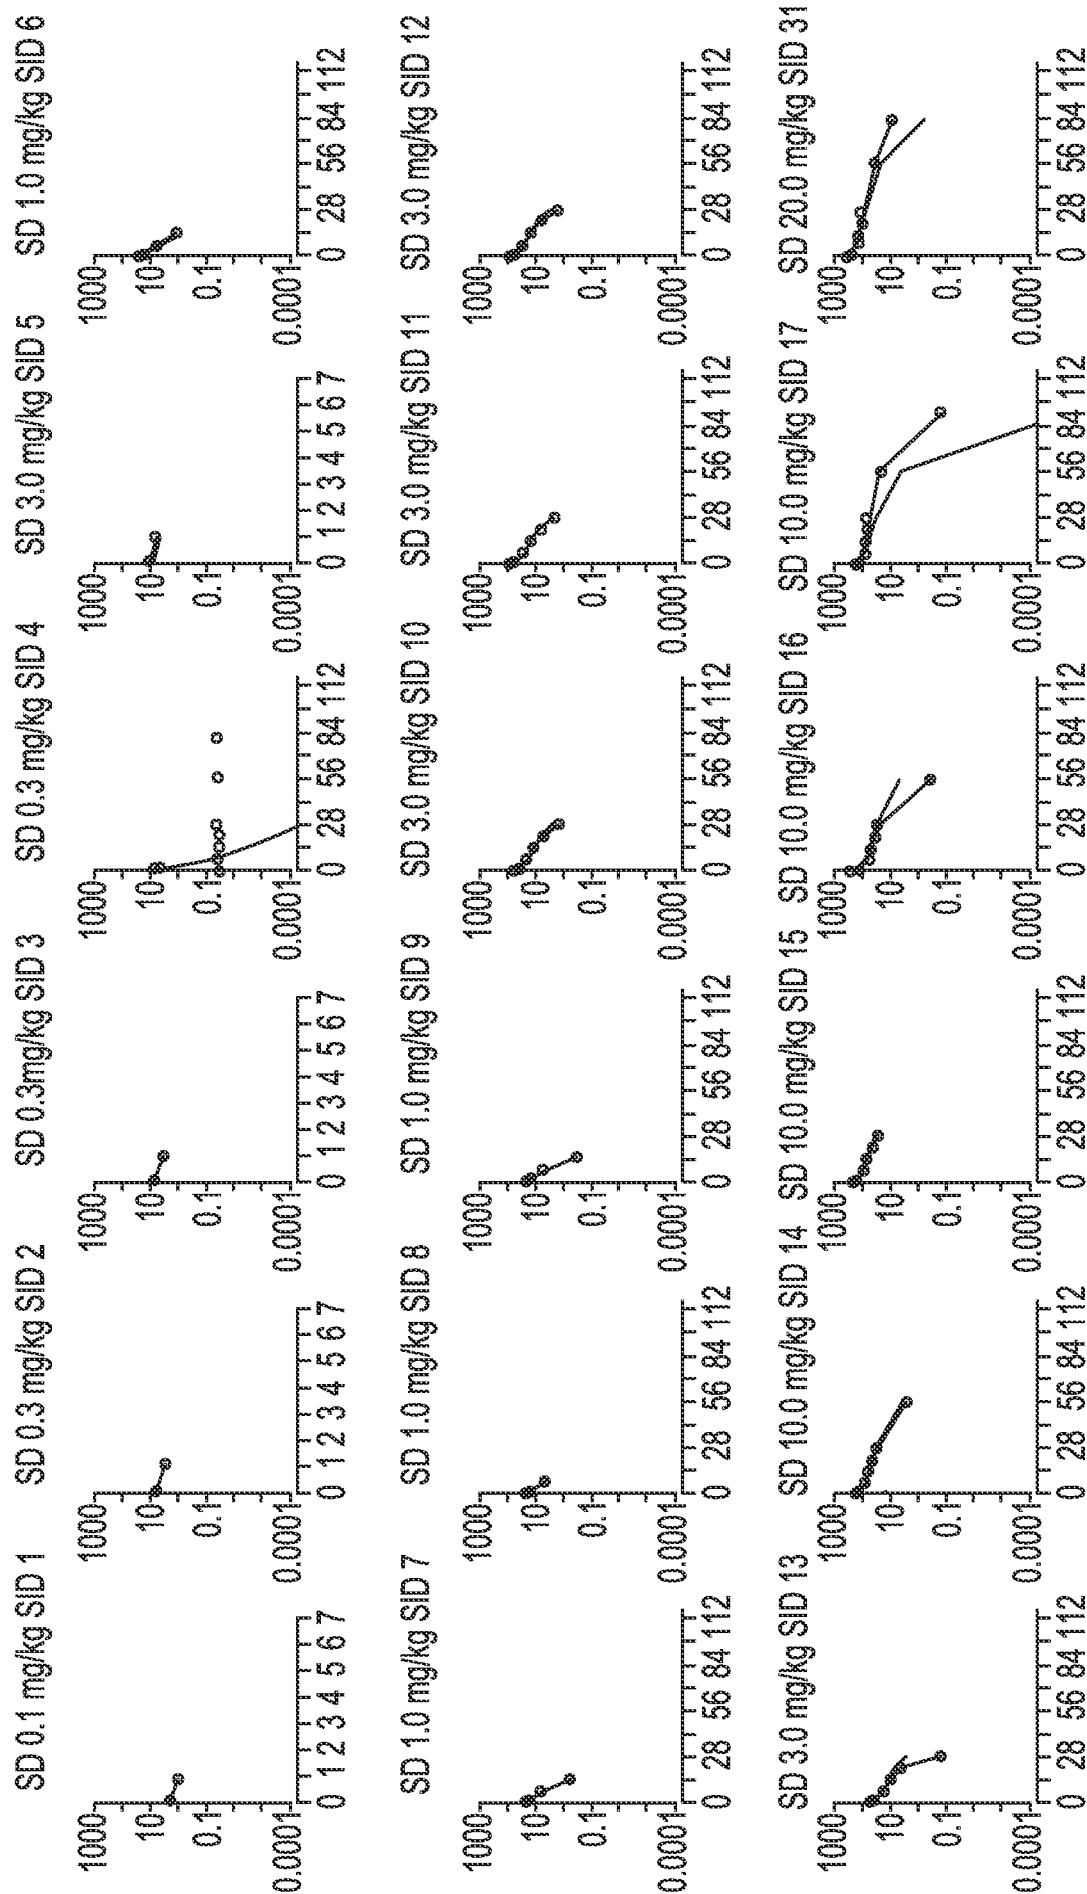 SD 0.1 mg/kg SID 1
1000
10
0.1
0.0001
0 1 2 3 4 5 6 7
SD 0.3 mg/kg SID 2
1000
10
0.1
0.0001
0 1 2 3 4 5 6 7
SD 0.3mg/kg SID 3
1000
10
0.1
0.0001
0 1 2 3 4 5 6 7
SD 0.3 mg/kg SID 4
1000
10
0.1
0.0001
0 28 56 84 112
SD 3.0 mg/kg SID 5
1000
10
0.1
0.0001
0 1 2 3 4 5 6 7
SD 1.0 mg/kg SID 6
1000
10
0.1
0.0001
0 28 56 84 112
SD 1.0 mg/kg SID 7
1000
10
0.1
0.0001
0 28 56 84 112
SD 1.0 mg/kg SID 8
1000
10
0.1
0.0001
0 28 56 84 112
SD 1.0 mg/kg SID 9
1000
10
0.1
0.0001
0 28 56 84 112
SD 3.0 mg/kg SID 10
1000
10
0.1
0.0001
0 28 56 84 112
SD 3.0 mg/kg SID 11
1000
10
0.1
0.0001
0 28 56 84 112
SD 3.0 mg/kg SID 12
1000
10
0.1
0.0001
0 28 56 84 112
SD 3.0 mg/kg SID 13
1000
10
0.1
0.0001
0 28 56 84 112
SD 10.0 mg/kg SID 14
1000
10
0.1
0.0001
0 28 56 84 112
SD 10.0 mg/kg SID 15
1000
10
0.1
0.0001
0 28 56 84 112
SD 10.0 mg/kg SID 16
1000
10
0.1
0.0001
0 28 56 84 112
SD 10.0 mg/kg SID 17
1000
10
0.1
0.0001
0 28 56 84 112
SD 20.0 mg/kg SID 31
1000
10
0.1
0.0001
0 28 56 84 112